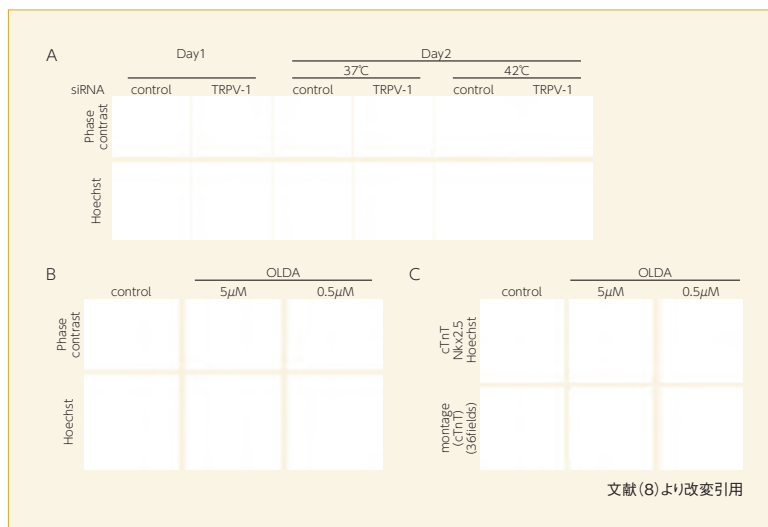 A
Day1 Day2
37℃ 42℃
siRNA control TRPV-1 control TRPV-1 control TRPV-1
Phase
contrast
Hoechst
B
OLDA
control 5μM 0.5μM
Phase
contrast
Hoechst
C
OLDA
control 5μM 0.5μM
cTnT
Nkx2.5
Hoechst
montage
(cTnT)
(36fields)
文献(8)より改変引用